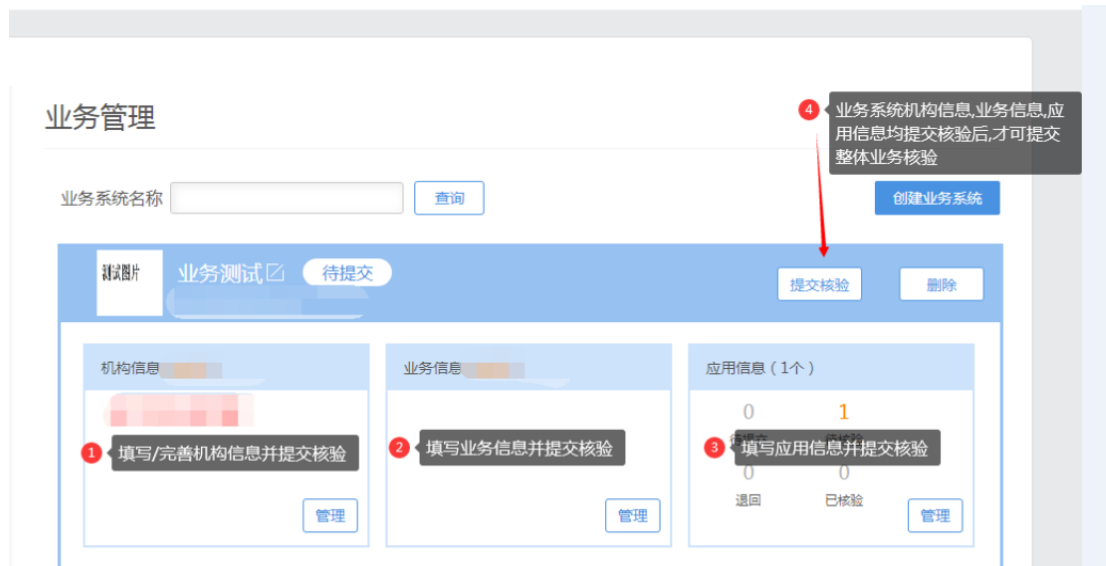 业务管理
4 业务系统机构信息,业务信息,应
用信息均提交核验后,才可提交
整体业务核验
业务系统名称 查询 创建业务系统
测试图片 业务测试 待提交 提交核验 删除
机构信息 业务信息 应用信息(1个)
0 1
1 填写/完善机构信息并提交核验 2 填写业务信息并提交核验 3 填写应用信息并提交核验
0 0
退回 已核验
管理 管理 管理